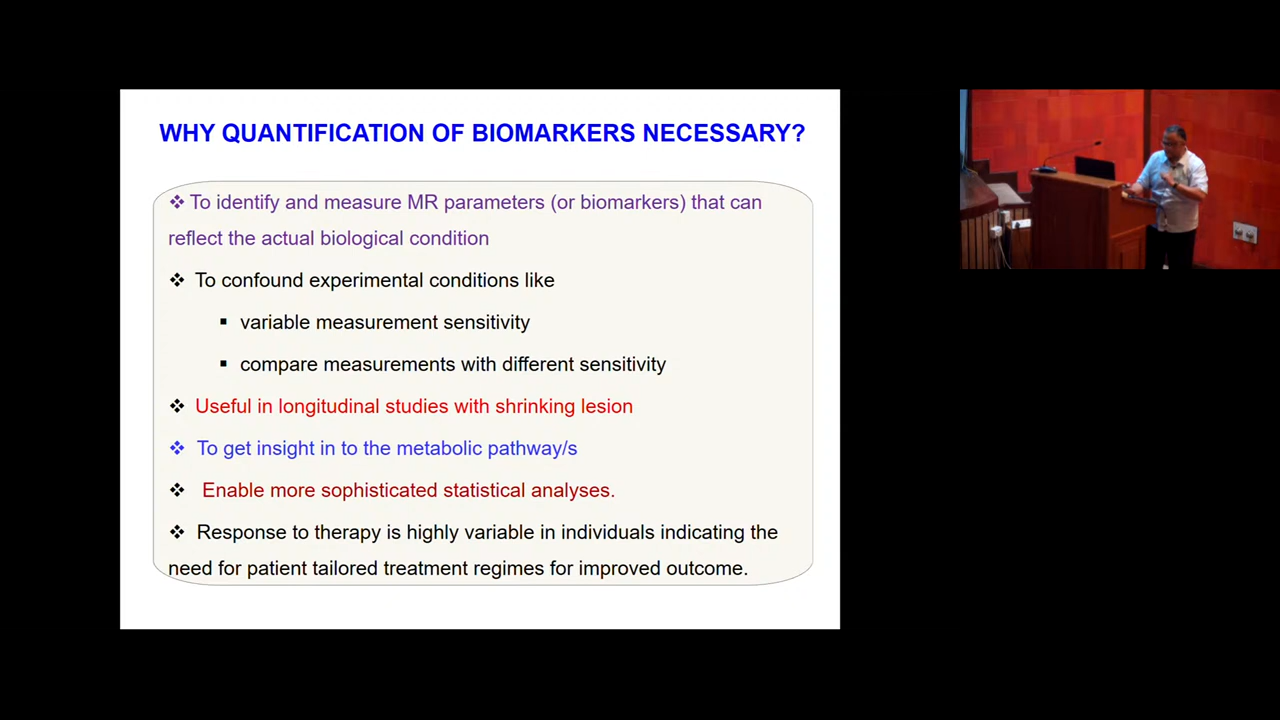 WHY QUANTIFICATION OF BIOMARKERS NECESSARY?
❖ To identify and measure MR parameters (or biomarkers) that can
reflect the actual biological condition
❖ To confound experimental conditions like
▪ variable measurement sensitivity
▪ compare measurements with different sensitivity
❖ Useful in longitudinal studies with shrinking lesion
❖ To get insight in to the metabolic pathway/s
❖ Enable more sophisticated statistical analyses.
❖ Response to therapy is highly variable in individuals indicating the
need for patient tailored treatment regimes for improved outcome.